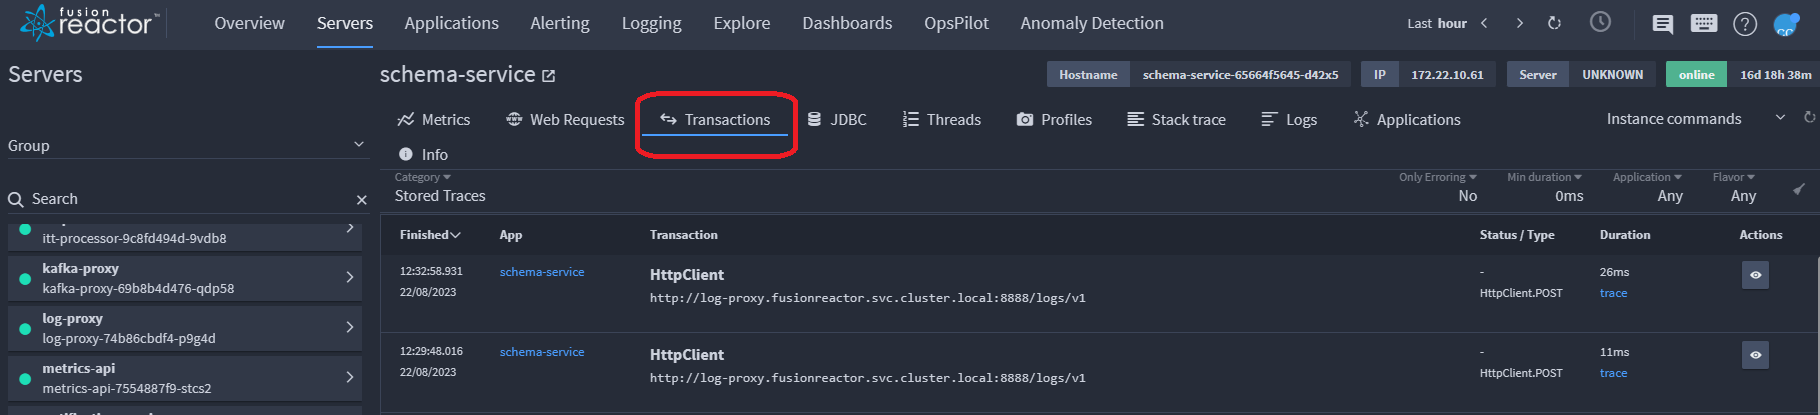 fusion
reactor™
Overview
Servers
Applications
Alerting
Logging
Explore
Dashboards
OpsPilot
Anomaly Detection
Last hour
Servers
Group
Search
itt-processor-9c8fd494d-9vdb8
kafka-proxy
kafka-proxy-69b8b4d476-qdp58
log-proxy
log-proxy-74b86cbdf4-p9g4d
metrics-api
metrics-api-7554887f9-stcs2
schema-service
Hostname schema-service-65664f5645-d42x5
IP 172.22.10.61
Server UNKNOWN
online 16d 18h 38m
Metrics
Web Requests
Transactions
JDBC
Threads
Profiles
Stack trace
Logs
Applications
Instance commands
Info
Category
Stored Traces
Only Erroring
No
Min duration
0ms
Application
Any
Flavor
Any
Finished App Transaction Status / Type Duration Actions
12:32:58.931 schema-service HttpClient - 26ms
22/08/2023 http://log-proxy.fusionreactor.svc.cluster.local:8888/logs/v1 HttpClient.POST trace
12:29:48.016 schema-service HttpClient - 11ms
22/08/2023 http://log-proxy.fusionreactor.svc.cluster.local:8888/logs/v1 HttpClient.POST trace